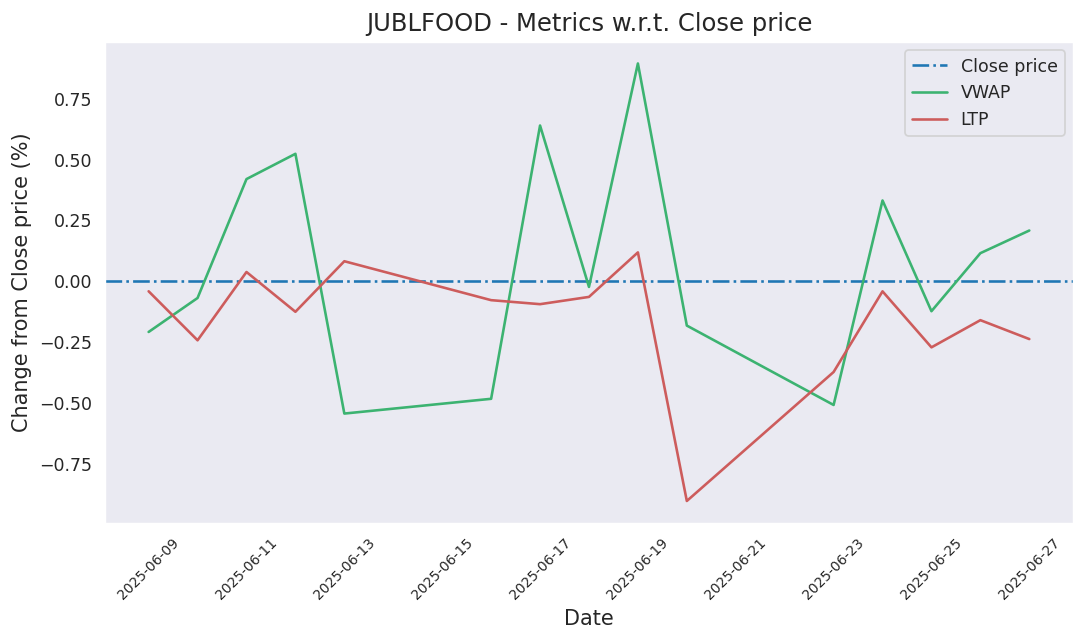 JUBLFOOD - Metrics w.r.t. Close price
Close price
VWAP
LTP
Change from Close price (%)
0.75
0.50
0.25
0.00
−0.25
−0.50
−0.75
2025-06-09
2025-06-11
2025-06-13
2025-06-15
2025-06-17
2025-06-19
2025-06-21
2025-06-23
2025-06-25
2025-06-27
Date